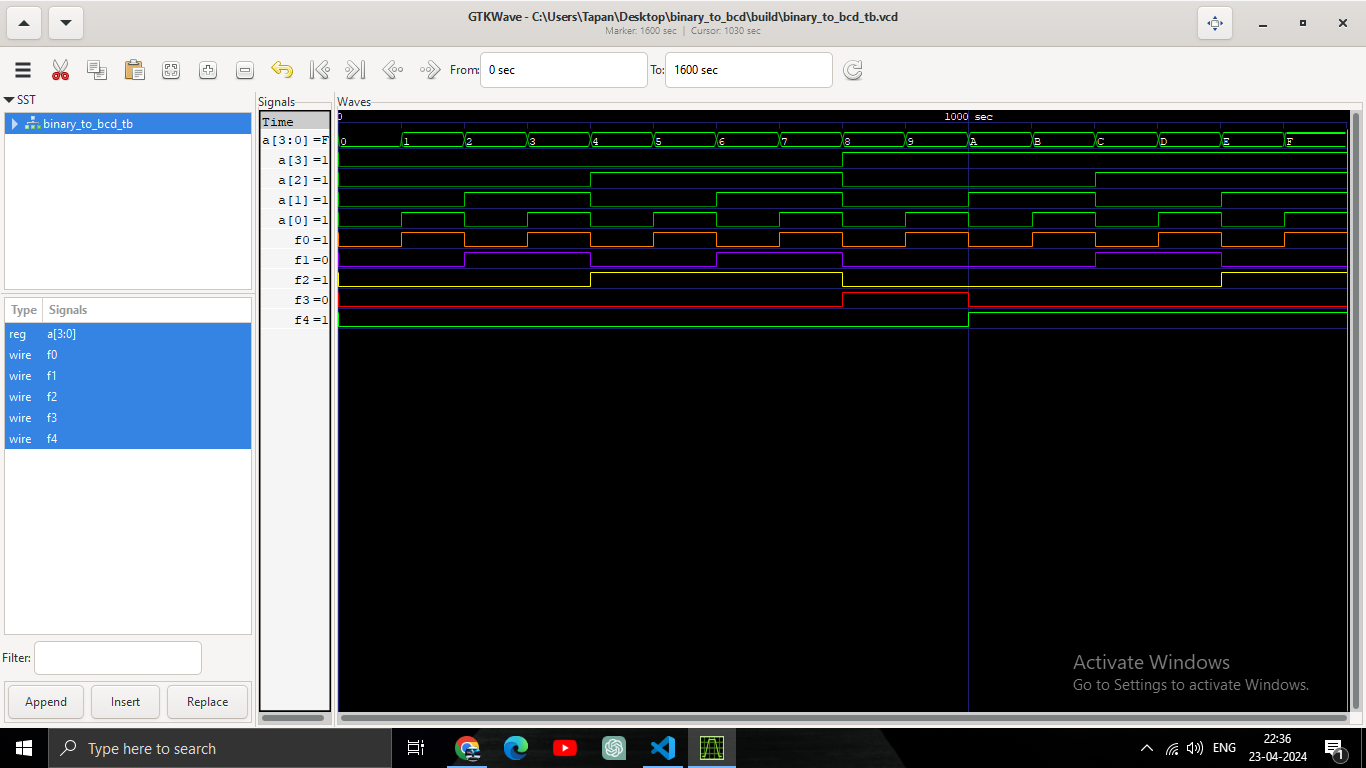 GTKWave - C:\Users\Tapan\Desktop\binary_to_bcd\build\binary_to_bcd_tb.vcd
Marker: 1600 sec | Cursor: 1030 sec
From: 0 sec To: 1600 sec
SST
binary_to_bcd_tb
Type Signals
reg a[3:0]
wire f0
wire f1
wire f2
wire f3
wire f4
Filter:
Append Insert Replace
Signals
Time
a[3:0] =F
a[3] =1
a[2] =1
a[1] =1
a[0] =1
f0 =1
f1 =0
f2 =1
f3 =0
f4 =1
Waves
0 1000 sec
0 1 2 3 4 5 6 7 8 9 A B C D E F
Activate Windows
Go to Settings to activate Windows.
Type here to search
ENG
22:36
23-04-2024
1